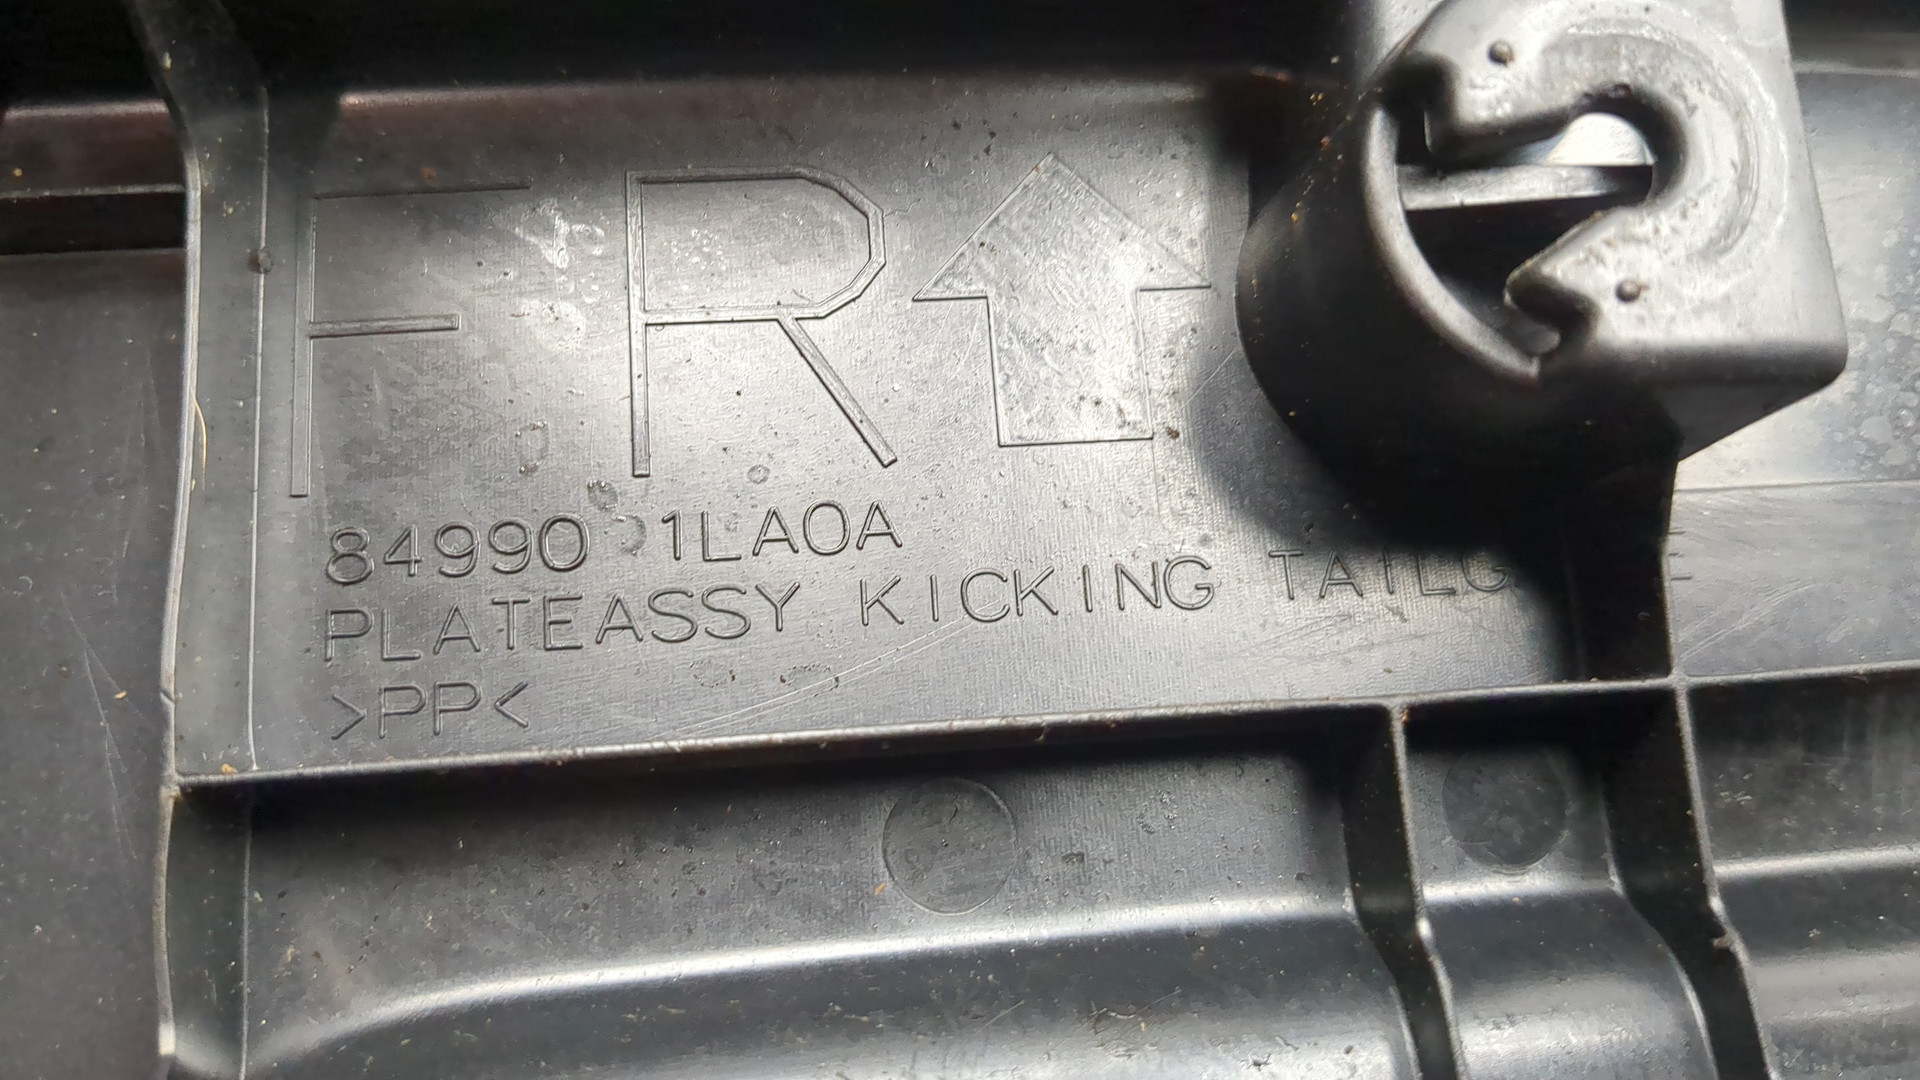 FR
84990 1LA0A
PLATEASSY KICKING
>PP<